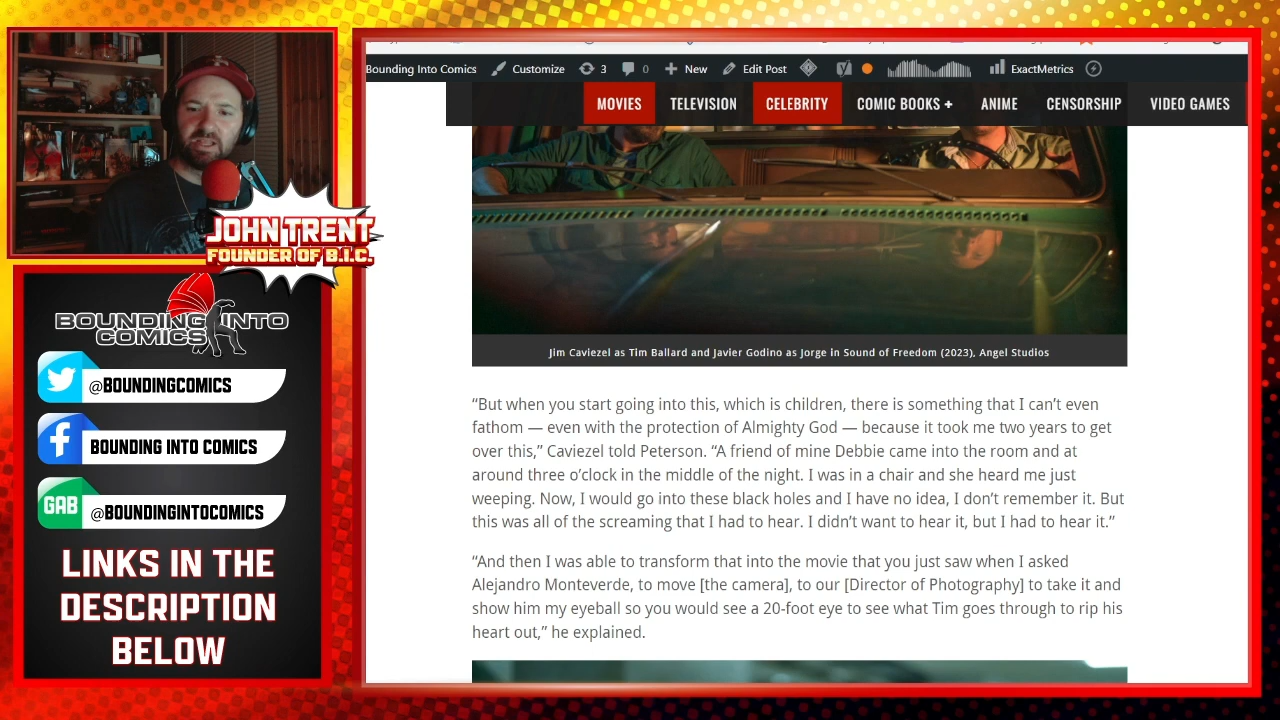 Bounding Into Comics Customize 3 0 New Edit Post ExactMetrics
MOVIES TELEVISION CELEBRITY COMIC BOOKS + ANIME CENSORSHIP VIDEO GAMES
JOHN TRENT
FOUNDER OF B.I.C.
BOUNDING INTO
COMICS
@BOUNDINGCOMICS
BOUNDING INTO COMICS
GAB
@BOUNDINGINTOCOMICS
LINKS IN THE
DESCRIPTION
BELOW
Jim Caviezel as Tim Ballard and Javier Godino as Jorge in Sound of Freedom (2023), Angel Studios
“But when you start going into this, which is children, there is something that I can’t even
fathom — even with the protection of Almighty God — because it took me two years to get
over this,” Caviezel told Peterson. “A friend of mine Debbie came into the room and at
around three o’clock in the middle of the night. I was in a chair and she heard me just
weeping. Now, I would go into these black holes and I have no idea, I don’t remember it. But
this was all of the screaming that I had to hear. I didn’t want to hear it, but I had to hear it.”
“And then I was able to transform that into the movie that you just saw when I asked
Alejandro Monteverde, to move [the camera], to our [Director of Photography] to take it and
show him my eyeball so you would see a 20-foot eye to see what Tim goes through to rip his
heart out,” he explained.